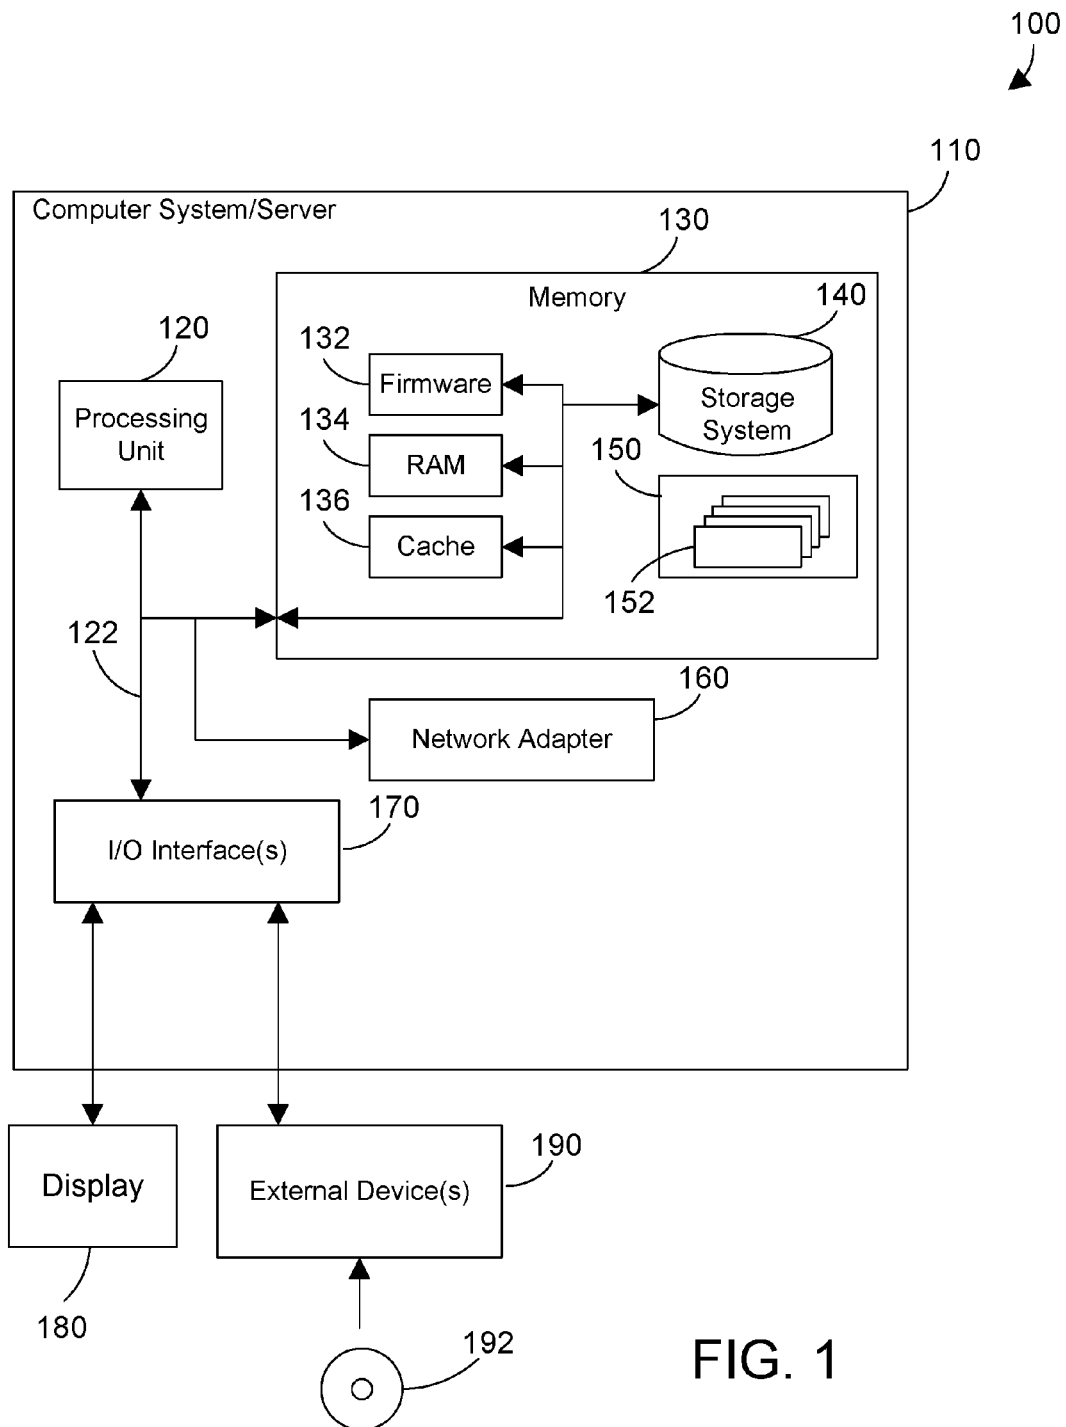 100
110
Computer System/Server
130
Memory
140
120
132
Firmware
Storage
System
Processing
Unit
134
RAM
150
136
Cache
152
122
160
Network Adapter
170
I/O Interface(s)
190
Display
External Device(s)
180
192
FIG. 1